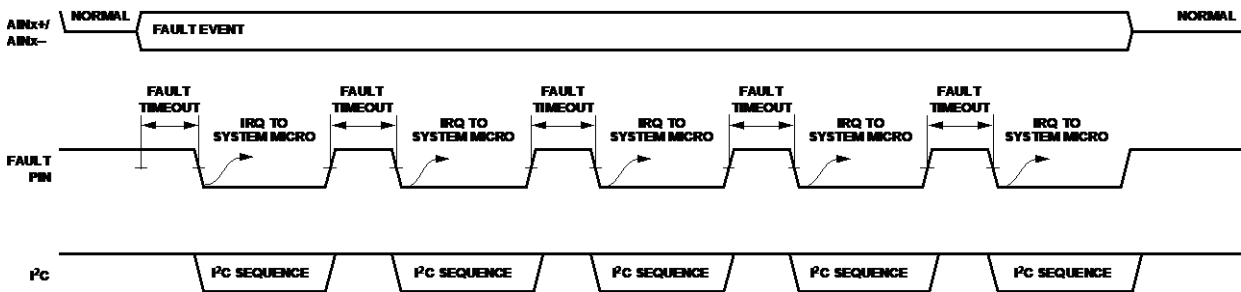 AINx+/
AINx–
NORMAL
FAULT EVENT
NORMAL
FAULT
TIMEOUT
FAULT
TIMEOUT
FAULT
TIMEOUT
FAULT
TIMEOUT
FAULT
TIMEOUT
IRQ TO
SYSTEM MICRO
IRQ TO
SYSTEM MICRO
IRQ TO
SYSTEM MICRO
IRQ TO
SYSTEM MICRO
IRQ TO
SYSTEM MICRO
FAULT
PIN
I²C
I²C SEQUENCE
I²C SEQUENCE
I²C SEQUENCE
I²C SEQUENCE
I²C SEQUENCE